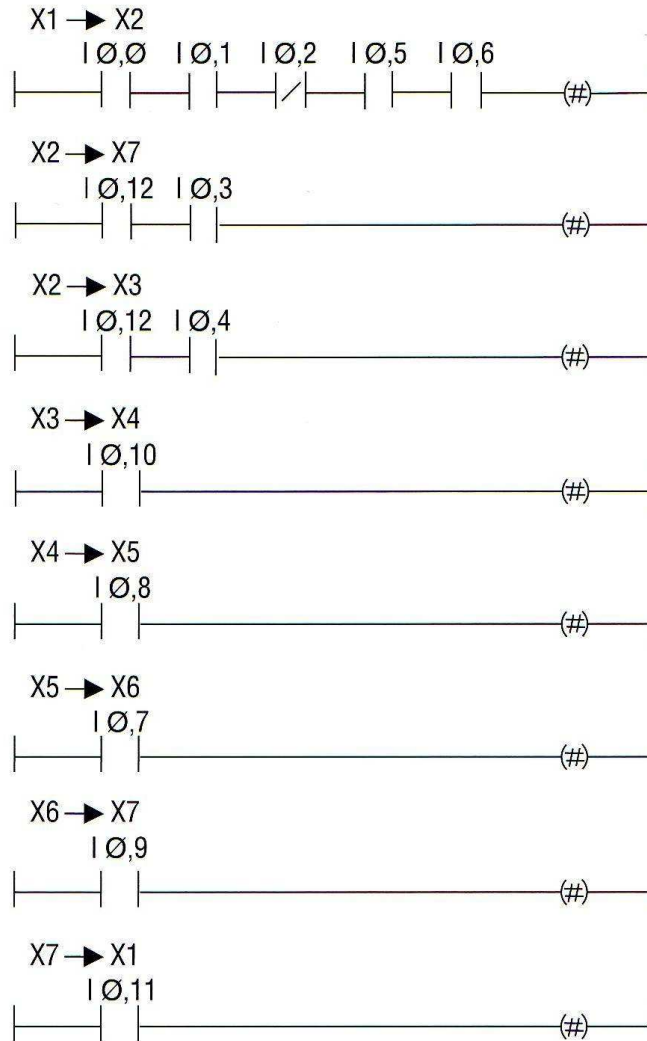 X1 → X2
I Ø,Ø I Ø,1 I Ø,2 I Ø,5 I Ø,6
(#)
X2 → X7
I Ø,12 I Ø,3
(#)
X2 → X3
I Ø,12 I Ø,4
(#)
X3 → X4
I Ø,10
(#)
X4 → X5
I Ø,8
(#)
X5 → X6
I Ø,7
(#)
X6 → X7
I Ø,9
(#)
X7 → X1
I Ø,11
(#)